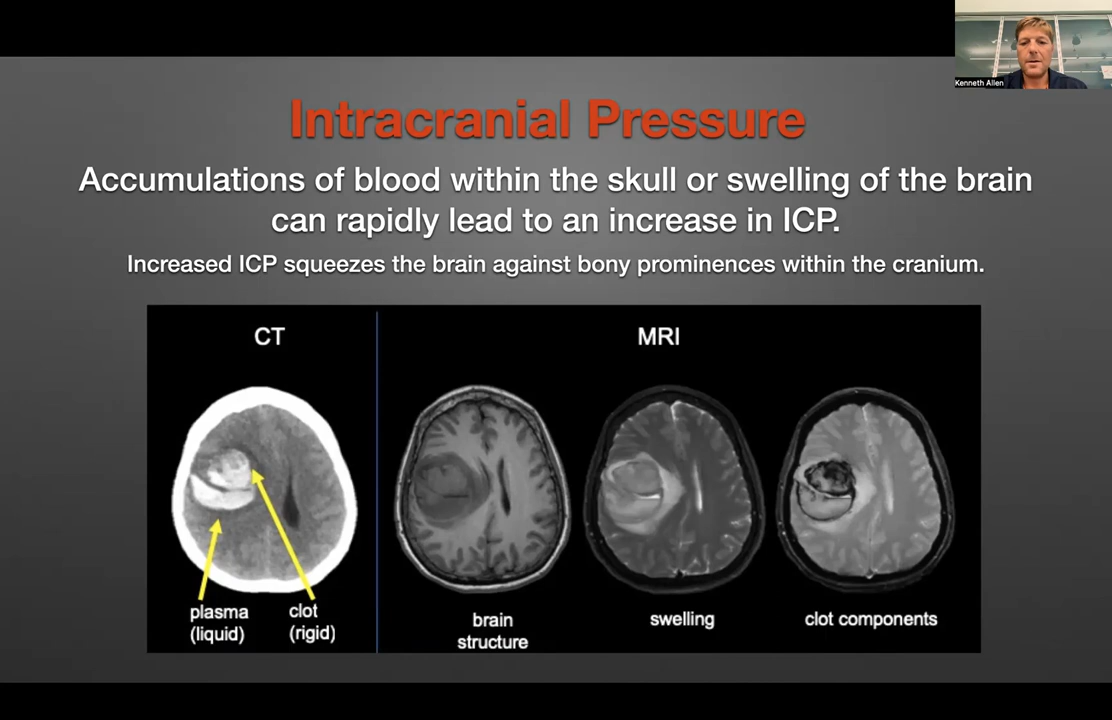 Kenneth Allen
Intracranial Pressure
Accumulations of blood within the skull or swelling of the brain
can rapidly lead to an increase in ICP.
Increased ICP squeezes the brain against bony prominences within the cranium.
CT
MRI
plasma
(liquid)
clot
(rigid)
brain
structure
swelling
clot components